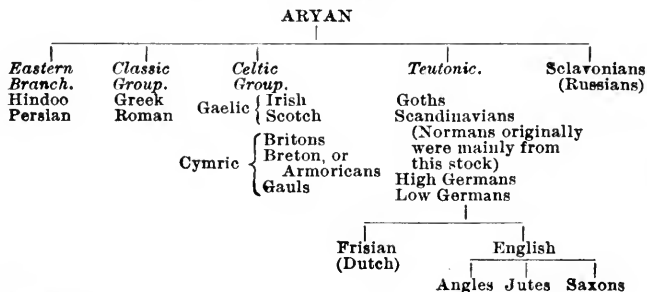 ARYAN
Eastern Branch.
Hindoo
Persian
Classic Group.
Greek
Roman
Celtic Group.
Gaelic { Irish
Scotch
Cymric { Britons
Breton, or
Armoricans
Gauls
Teutonic.
Goths
Scandinavians
(Normans originally
were mainly from
this stock)
High Germans
Low Germans
Sclavonians
(Russians)
Frisian
(Dutch)
English
Angles Jutes Saxons